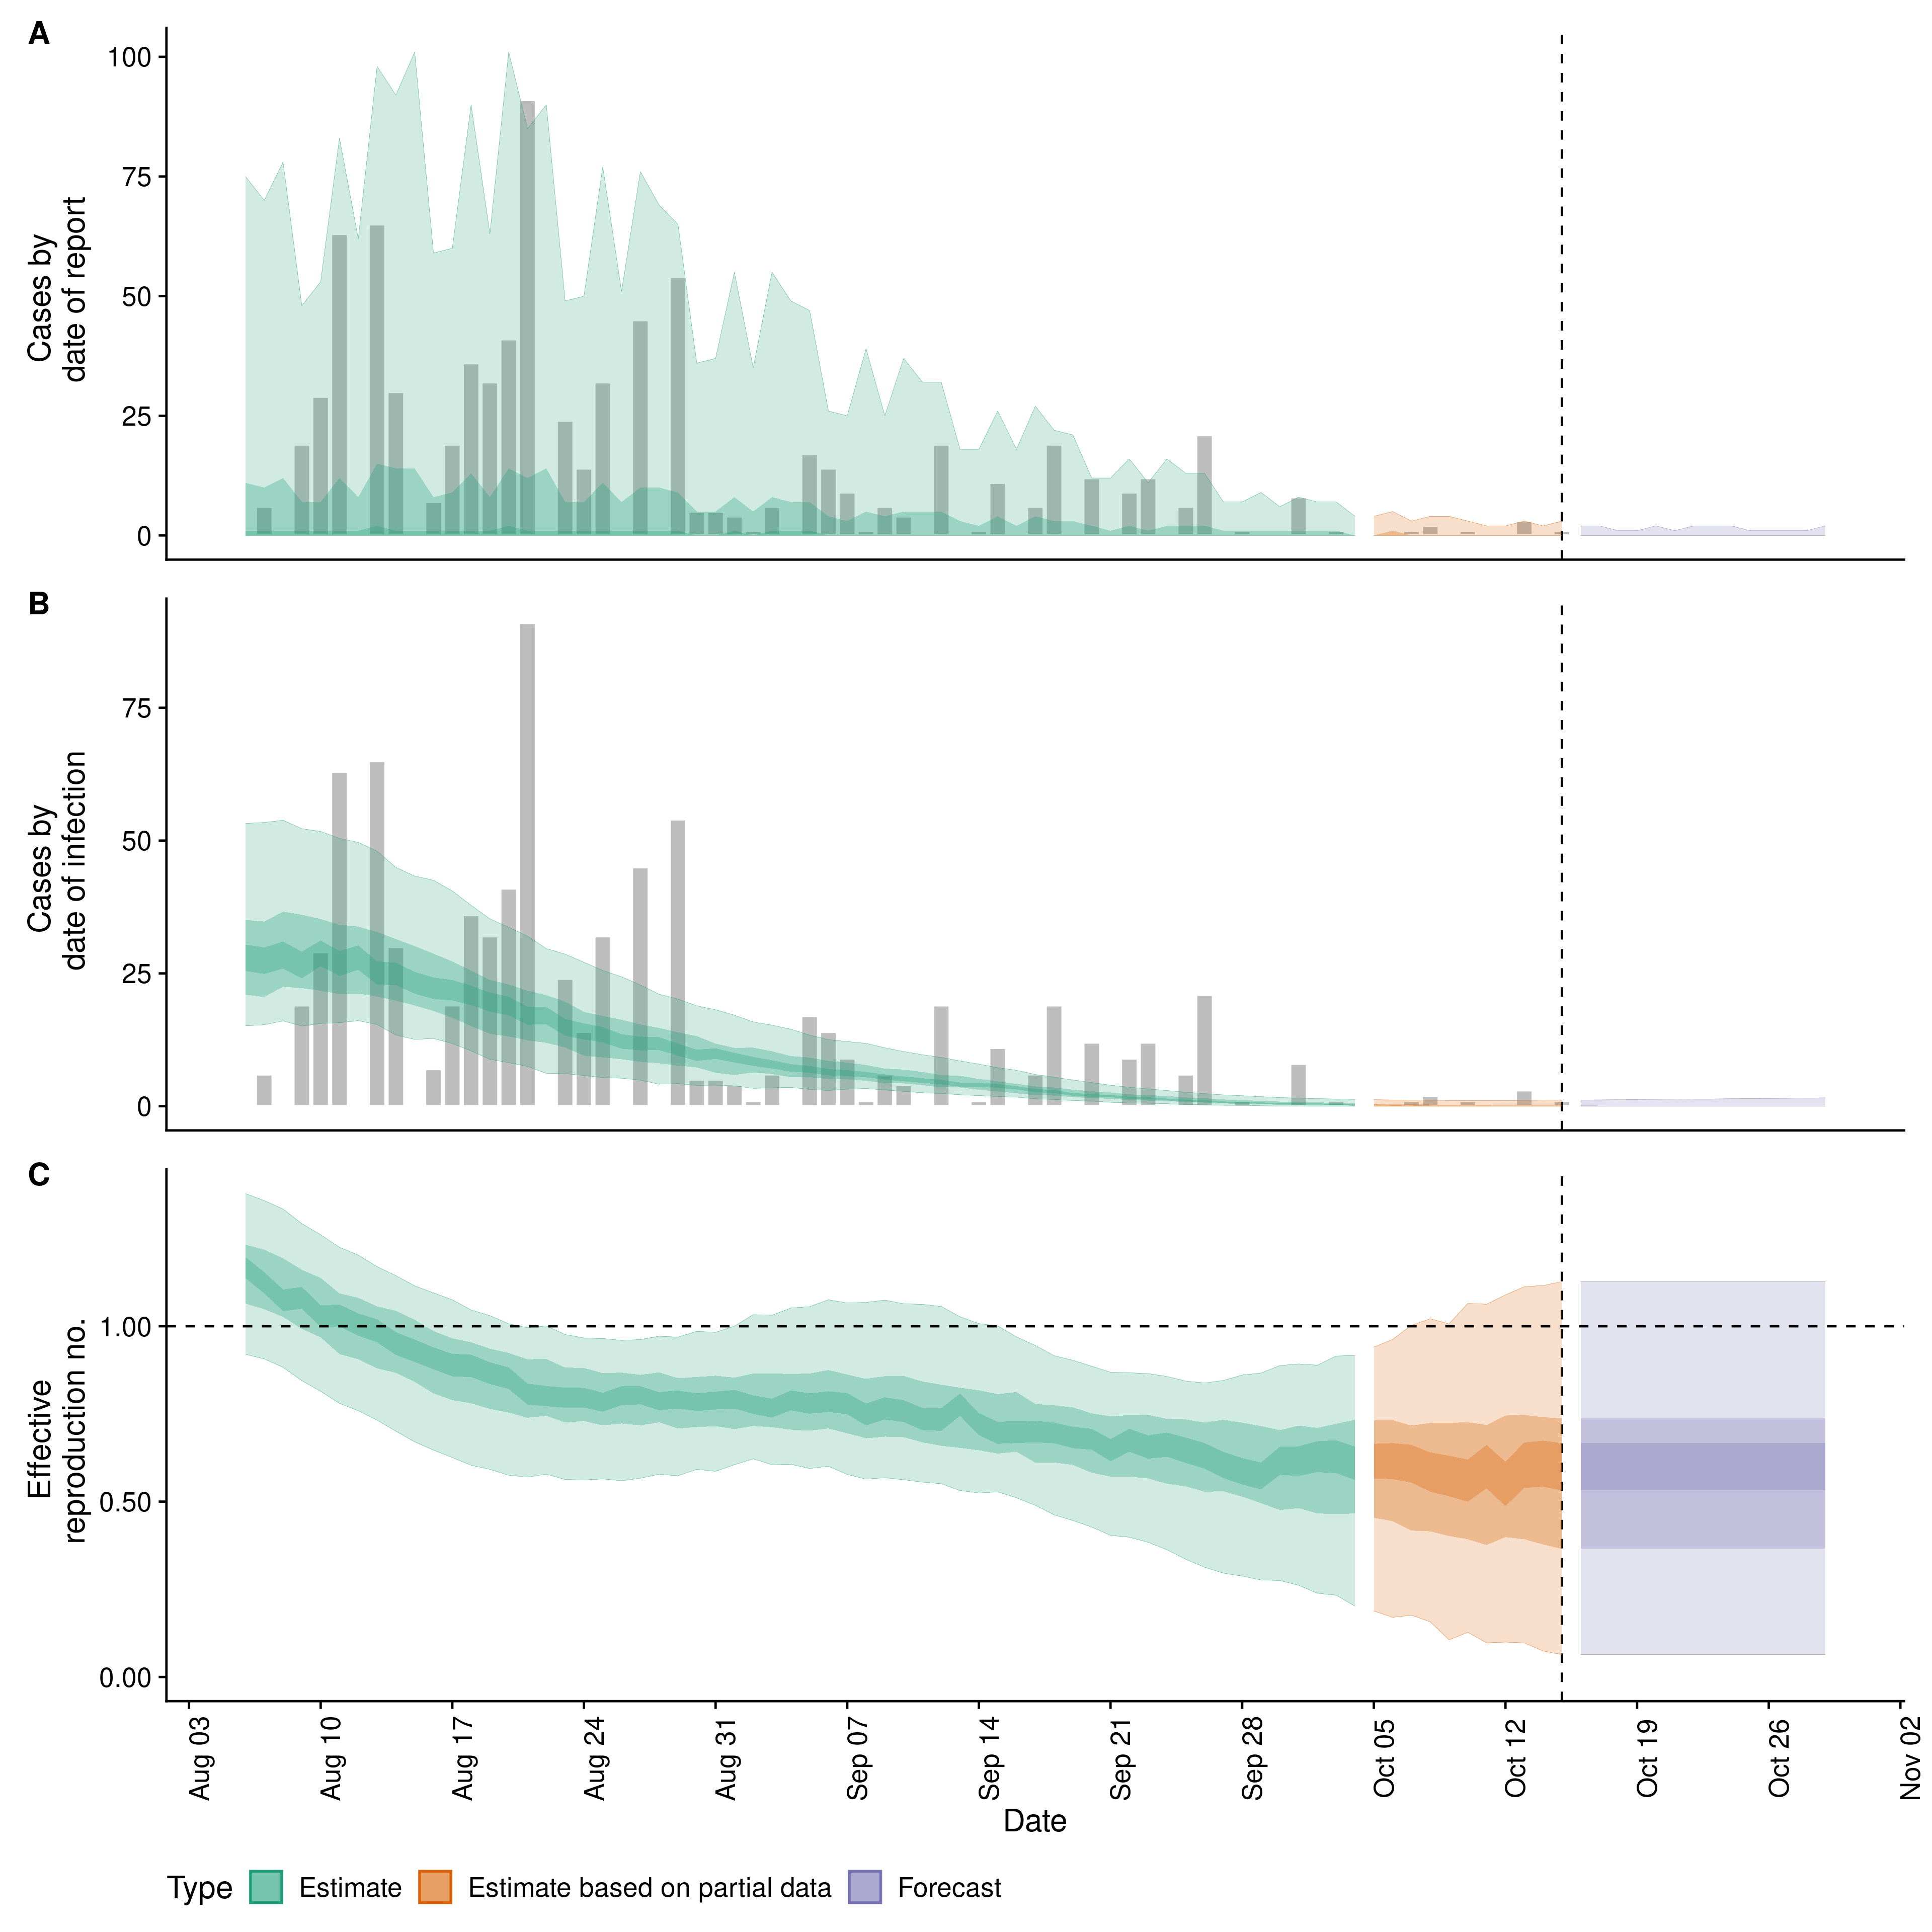 A
100
75
50
25
0
Cases by
date of report
B
75
50
25
0
Cases by
date of infection
C
1.00
0.50
0.00
Effective
reproduction no.
Aug 03
Aug 10
Aug 17
Aug 24
Aug 31
Sep 07
Sep 14
Sep 21
Sep 28
Oct 05
Oct 12
Oct 19
Oct 26
Nov 02
Date
Type Estimate Estimate based on partial data Forecast